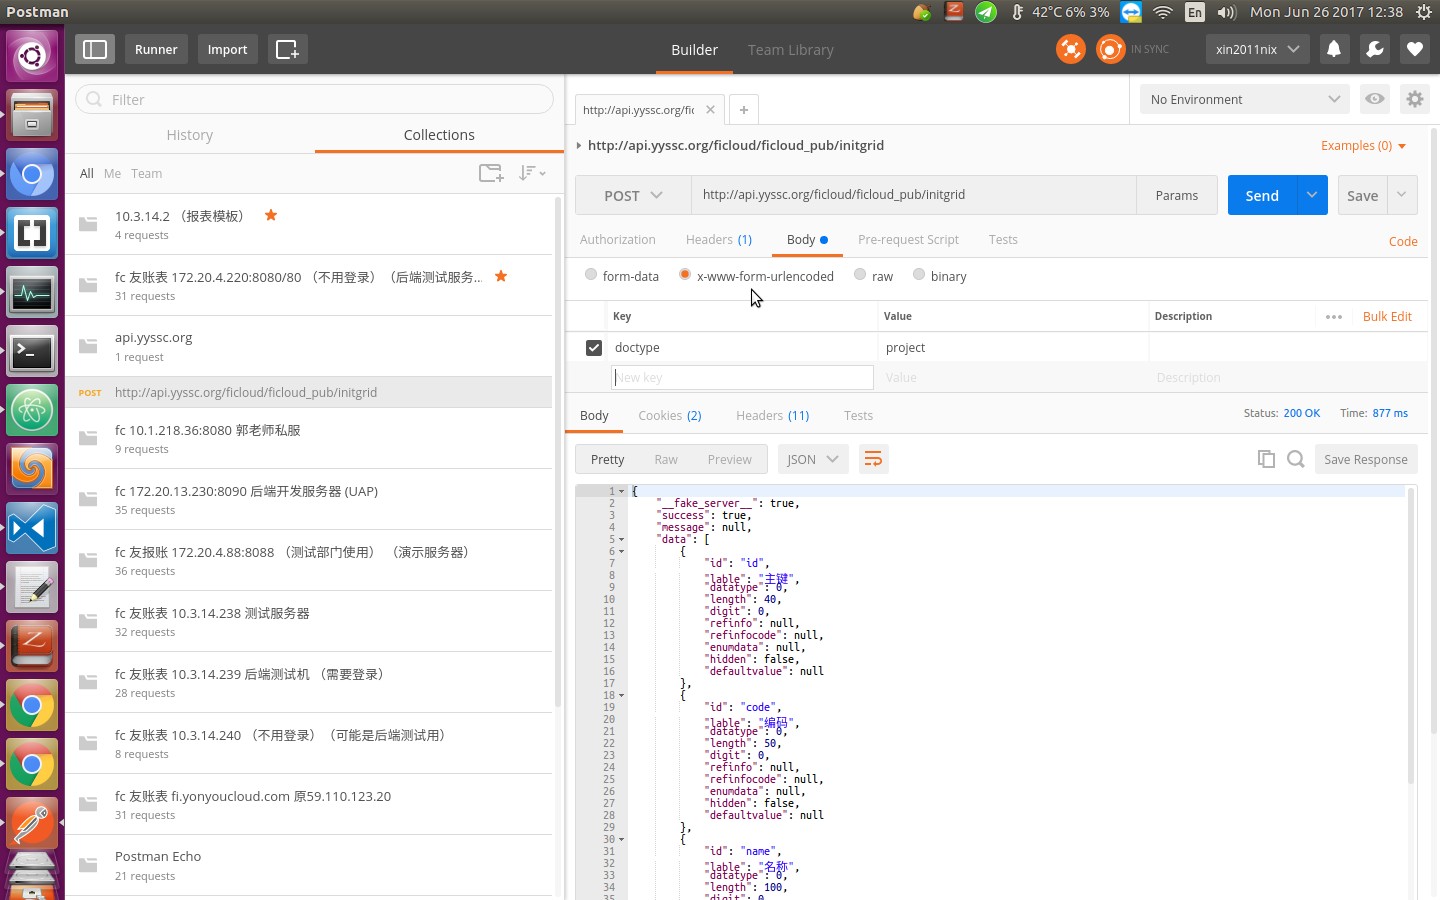 Postman
42°C 6% 3%
En
Mon Jun 26 2017 12:38
Runner
Import
Builder
Team Library
IN SYNC
xin2011nix
Filter
History
Collections
All Me Team
10.3.14.2 （报表模板）
4 requests
fc 友账表 172.20.4.220:8080/80 （不用登录）（后端测试服务...
31 requests
api.yyssc.org
1 request
POST http://api.yyssc.org/ficloud/ficloud_pub/initgrid
fc 10.1.218.36:8080 郭老师私服
9 requests
fc 172.20.13.230:8090 后端开发服务器 (UAP)
35 requests
fc 友报账 172.20.4.88:8088 （测试部门使用） （演示服务器）
36 requests
fc 友账表 10.3.14.238 测试服务器
32 requests
fc 友账表 10.3.14.239 后端测试机 （需要登录）
28 requests
fc 友账表 10.3.14.240 （不用登录）（可能是后端测试用）
8 requests
fc 友账表 fi.yonyoucloud.com 原59.110.123.20
31 requests
Postman Echo
21 requests
http://api.yyssc.org/fic
No Environment
http://api.yyssc.org/ficloud/ficloud_pub/initgrid
Examples (0)
POST
http://api.yyssc.org/ficloud/ficloud_pub/initgrid
Params
Send
Save
Authorization Headers (1) Body Pre-request Script Tests Code
form-data x-www-form-urlencoded raw binary
Key Value Description Bulk Edit
doctype project
New key Value Description
Body Cookies (2) Headers (11) Tests Status: 200 OK Time: 877 ms
Pretty Raw Preview JSON Save Response
1 {
2 "__fake_server__": true,
3 "success": true,
4 "message": null,
5 "data": [
6 {
7 "id": "id",
8 "lable": "主键",
9 "datatype": 0,
10 "length": 40,
11 "digit": 0,
12 "refinfo": null,
13 "refinfocode": null,
14 "enumdata": null,
15 "hidden": false,
16 "defaultvalue": null
17 },
18 {
19 "id": "code",
20 "lable": "编码",
21 "datatype": 0,
22 "length": 50,
23 "digit": 0,
24 "refinfo": null,
25 "refinfocode": null,
26 "enumdata": null,
27 "hidden": false,
28 "defaultvalue": null
29 },
30 {
31 "id": "name",
32 "lable": "名称",
33 "datatype": 0,
34 "length": 100,
35 "digit": 0,